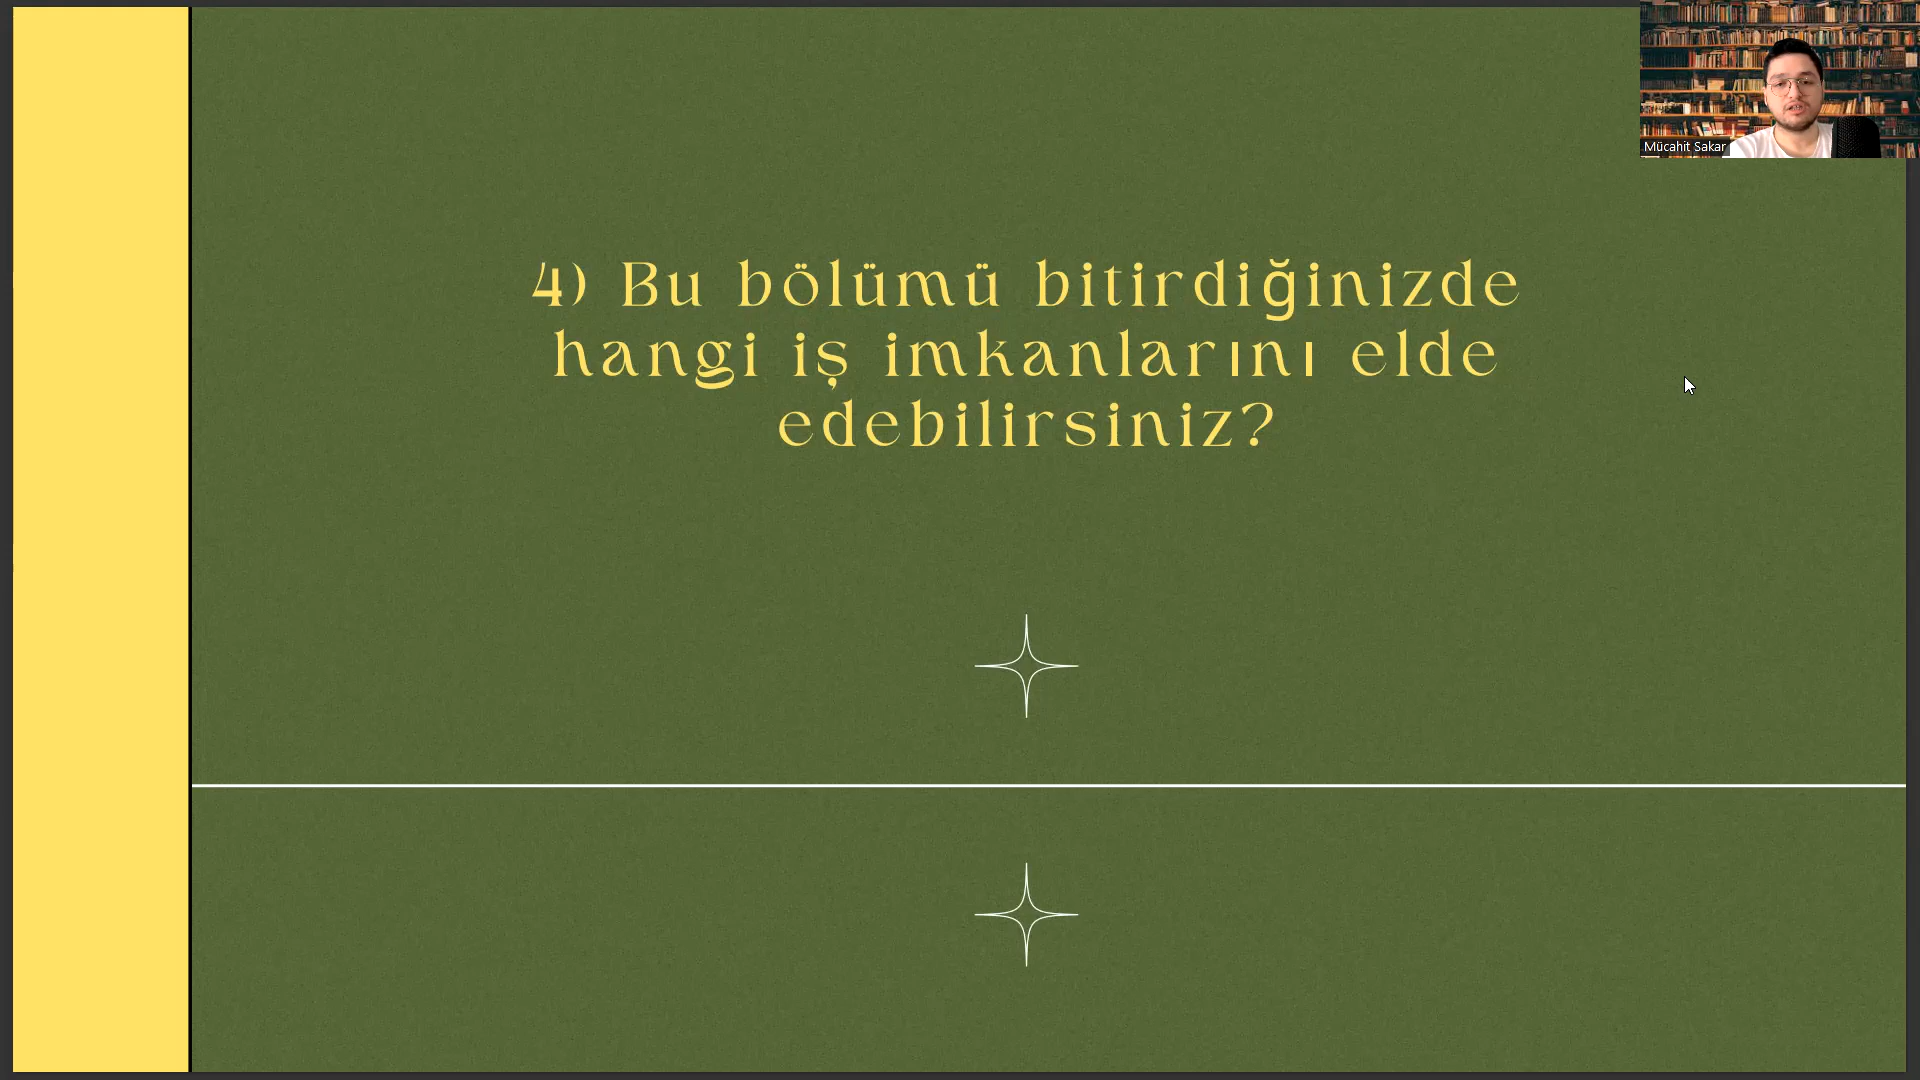 Mücahit Sakar
4) Bu bölümü bitirdiğinizde
hangi iş imkanlarını elde
edebilirsiniz?